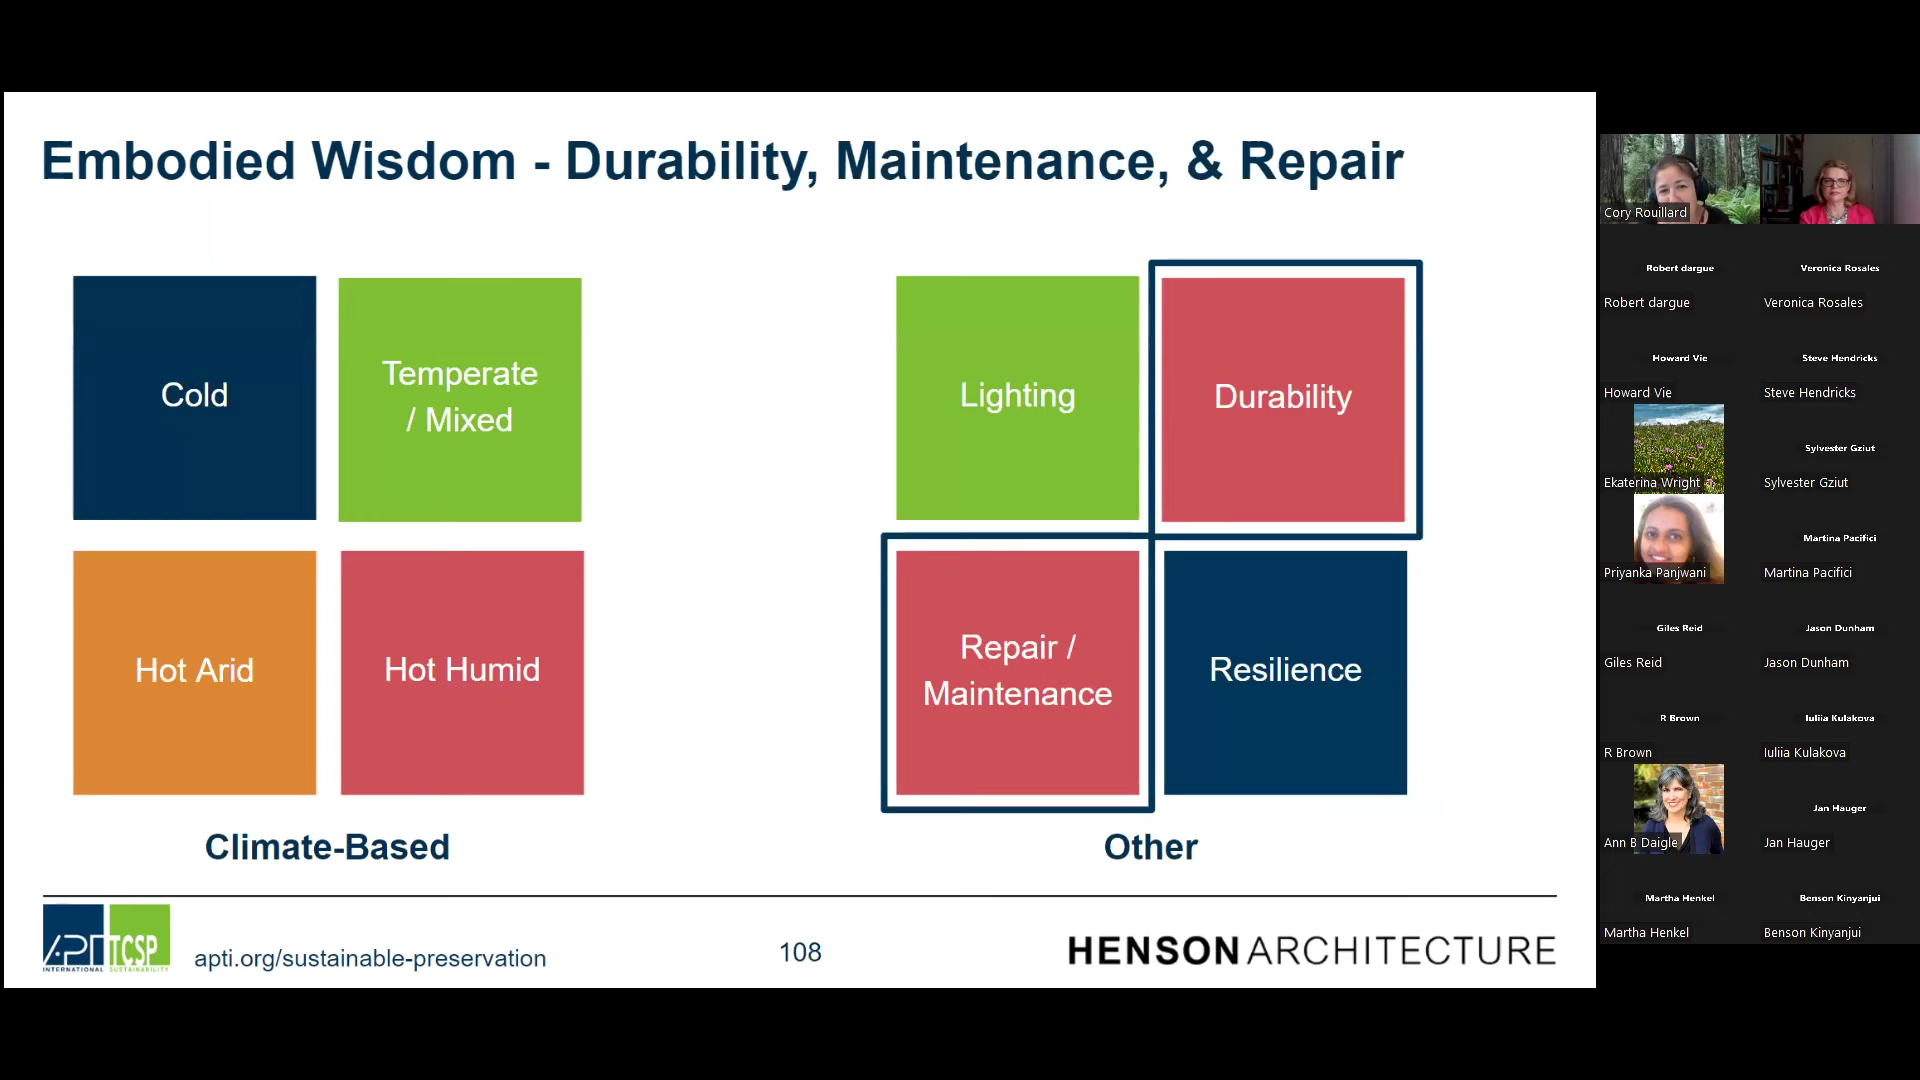 Embodied Wisdom - Durability, Maintenance, & Repair
Cold
Temperate
/ Mixed
Hot Arid
Hot Humid
Climate-Based
Lighting
Durability
Repair /
Maintenance
Resilience
Other
APT TCSP
INTERNATIONAL SUSTAINABILITY
apti.org/sustainable-preservation
108
HENSON ARCHITECTURE
Cory Rouillard
Robert dargue
Robert dargue
Veronica Rosales
Veronica Rosales
Howard Vie
Howard Vie
Steve Hendricks
Steve Hendricks
Ekaterina Wright
Sylvester Gziut
Sylvester Gziut
Priyanka Panjwani
Martina Pacifici
Martina Pacifici
Giles Reid
Giles Reid
Jason Dunham
Jason Dunham
R Brown
R Brown
Iuliia Kulakova
Iuliia Kulakova
Ann B Daigle
Jan Hauger
Jan Hauger
Martha Henkel
Martha Henkel
Benson Kinyanjui
Benson Kinyanjui